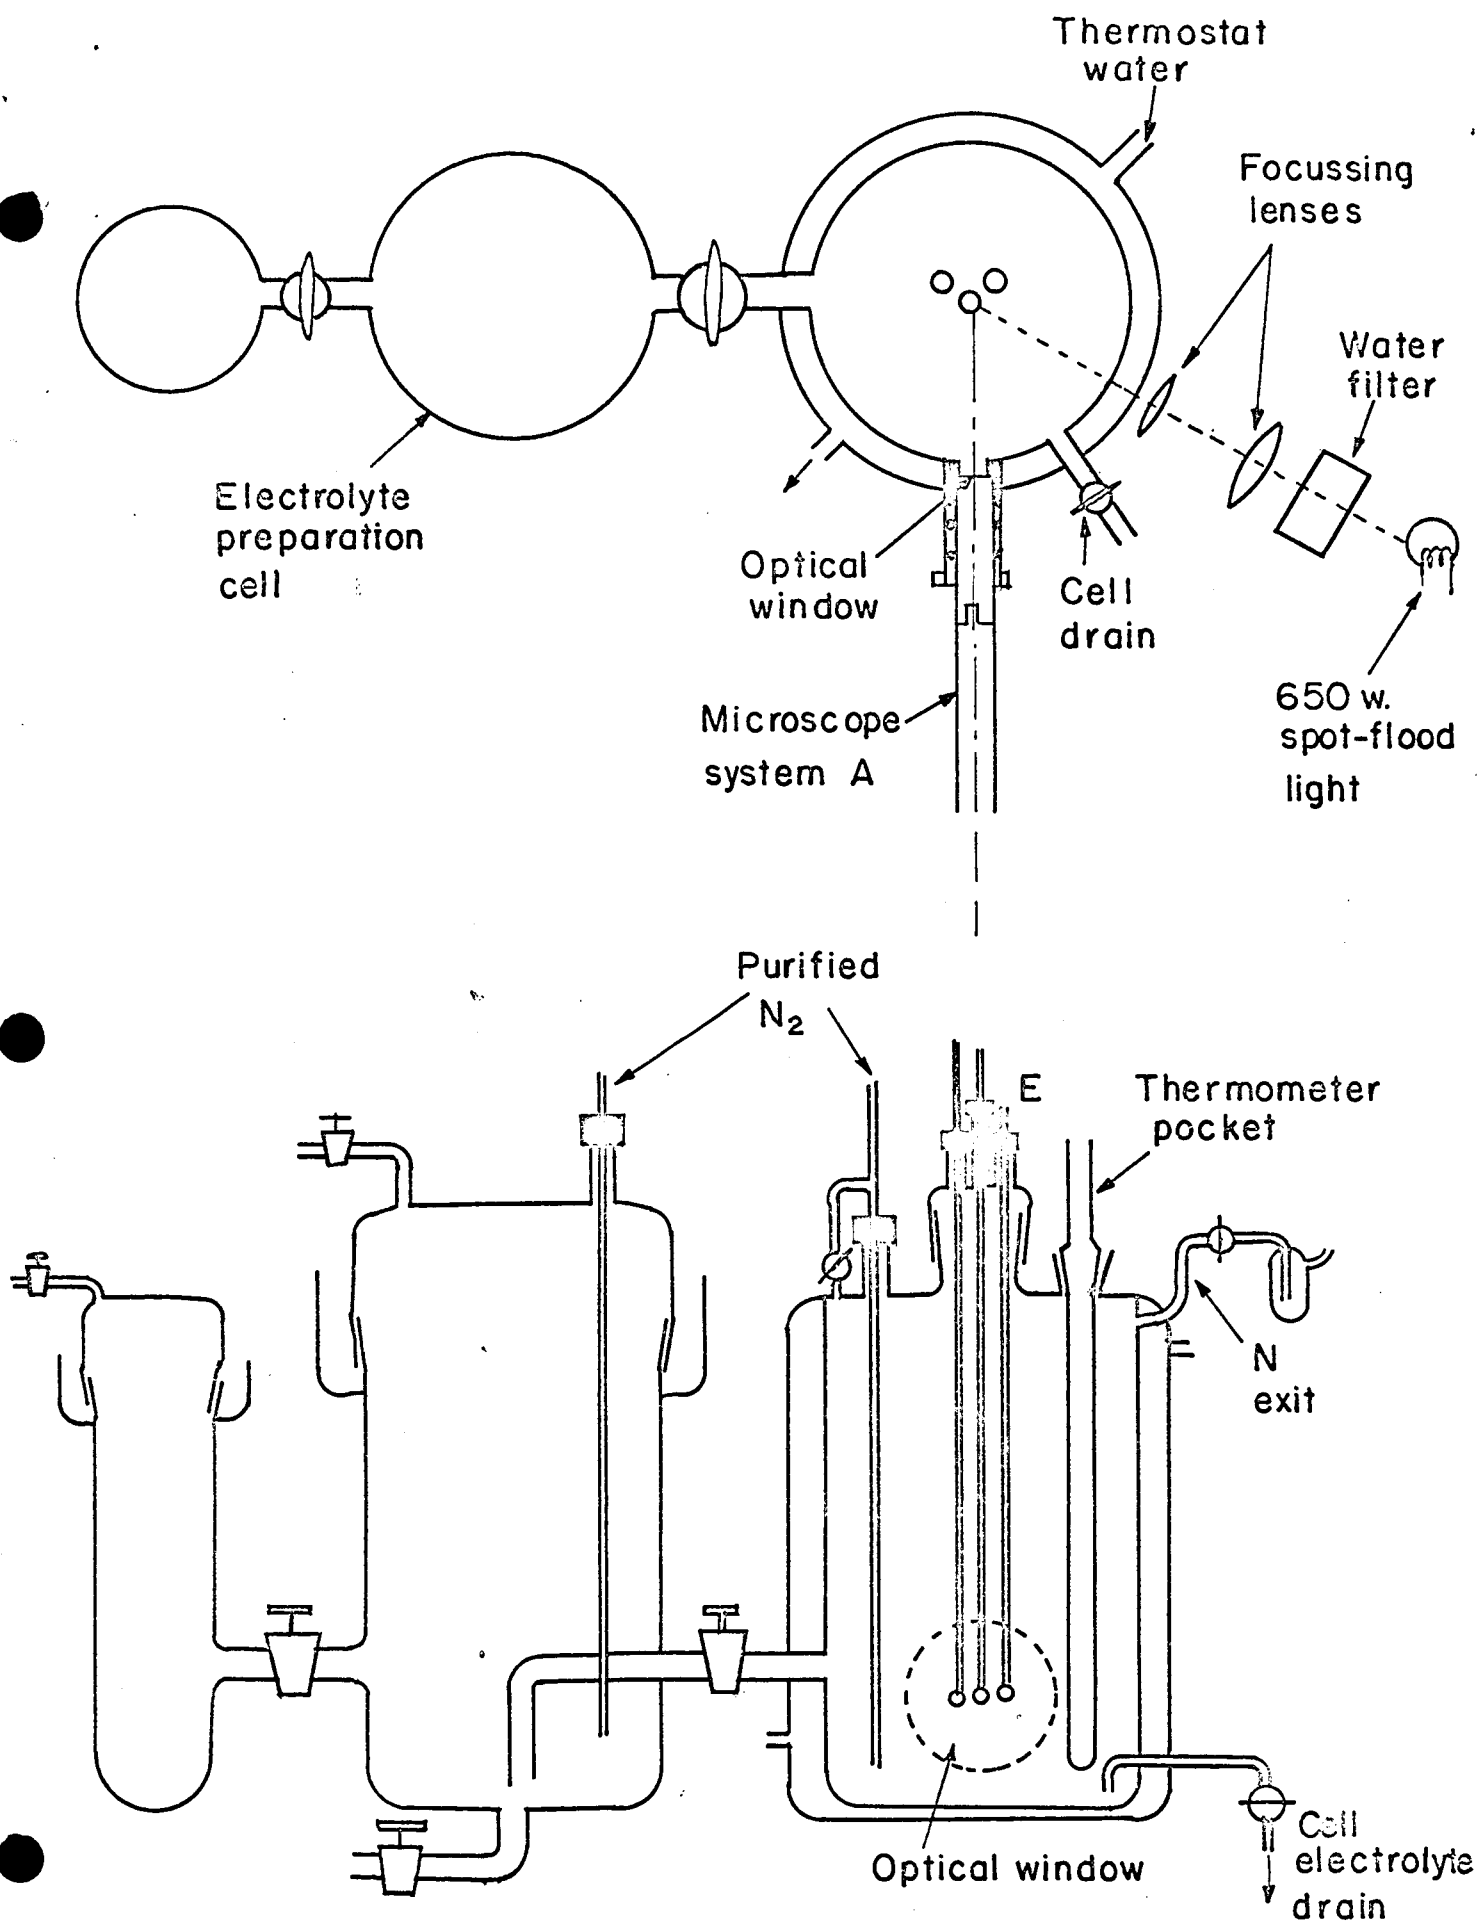 Thermostat
water
Focussing
lenses
Water
filter
Electrolyte
preparation
cell
Optical
window
Cell
drain
650 w.
spot-flood
light
Microscope
system A
Purified
N2
E
Thermometer
pocket
N
exit
Optical window
Cell
electrolyte
drain